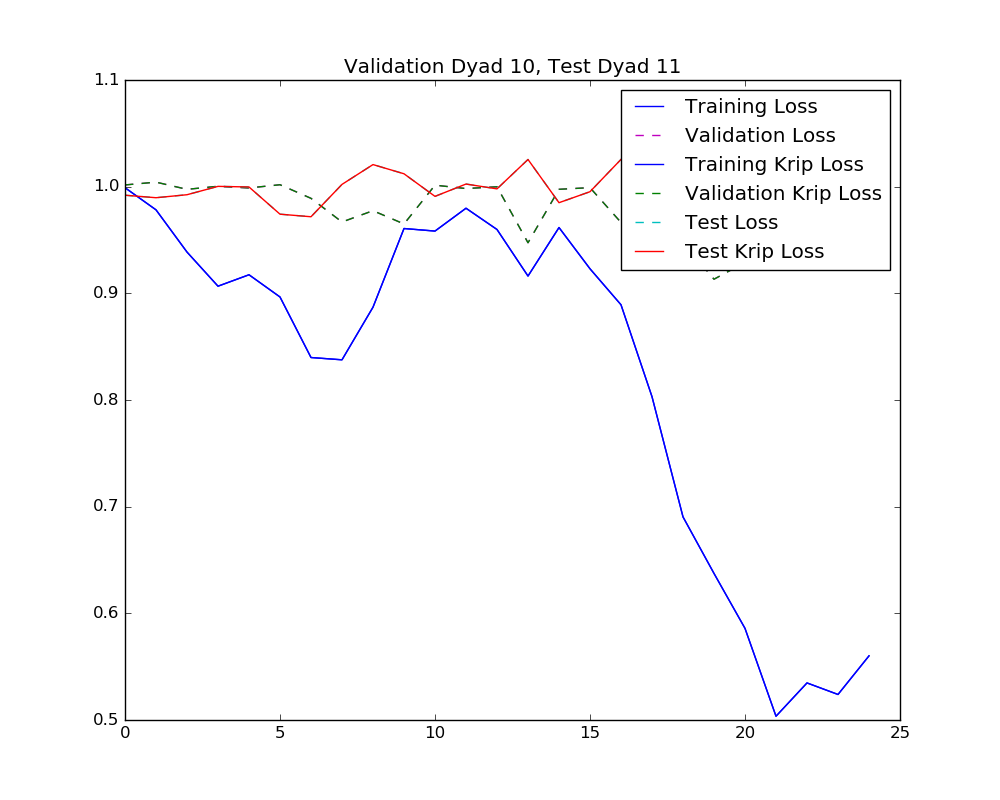 Validation Dyad 10, Test Dyad 11
1.1
1.0
0.9
0.8
0.7
0.6
0.5
0 5 10 15 20 25
Training Loss
Validation Loss
Training Krip Loss
Validation Krip Loss
Test Loss
Test Krip Loss